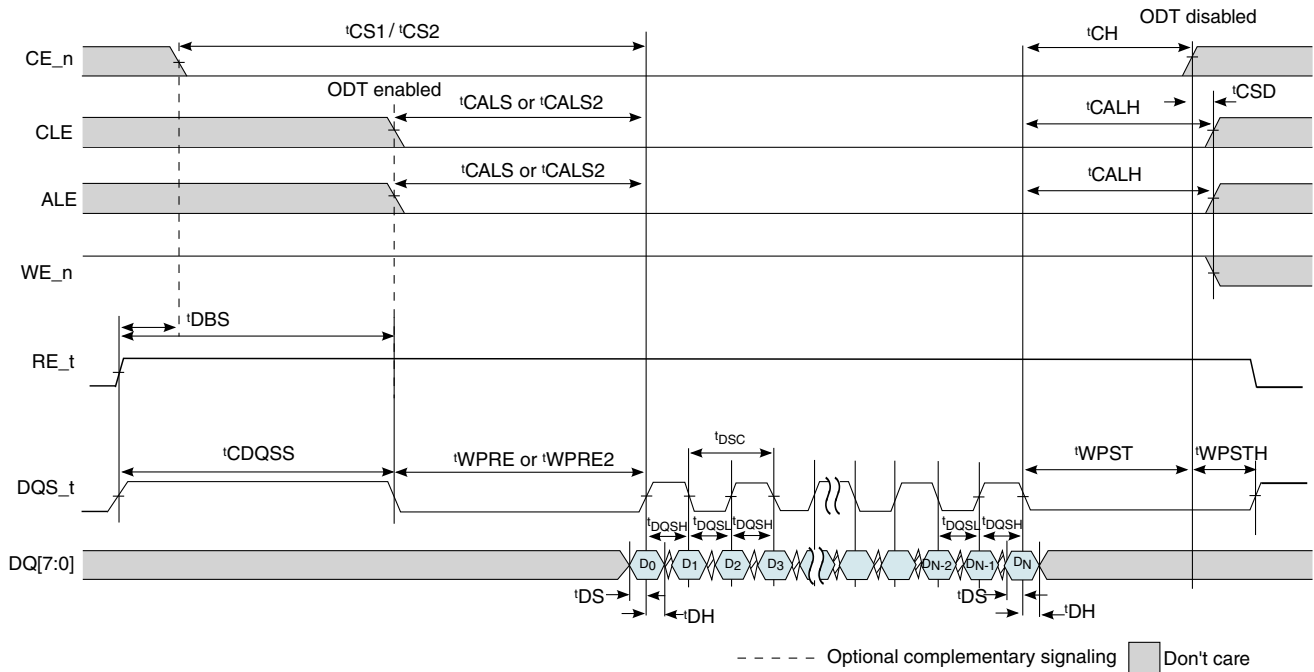 ODT disabled
tCS1 / tCS2
tCH
CE_n
ODT enabled
tCSD
tCALS or tCALS2
tCALH
CLE
tCALS or tCALS2
tCALH
ALE
WE_n
tDBS
RE_t
tDSC
tCDQSS
tWPRE or tWPRE2
tWPST
tWPSTH
DQS_t
tDQSH
tDQSL
tDQSH
tDQSL
tDQSH
DQ[7:0]
D0
D1
D2
D3
DN-2
DN-1
DN
tDS
tDH
tDS
tDH
Optional complementary signaling
Don't care